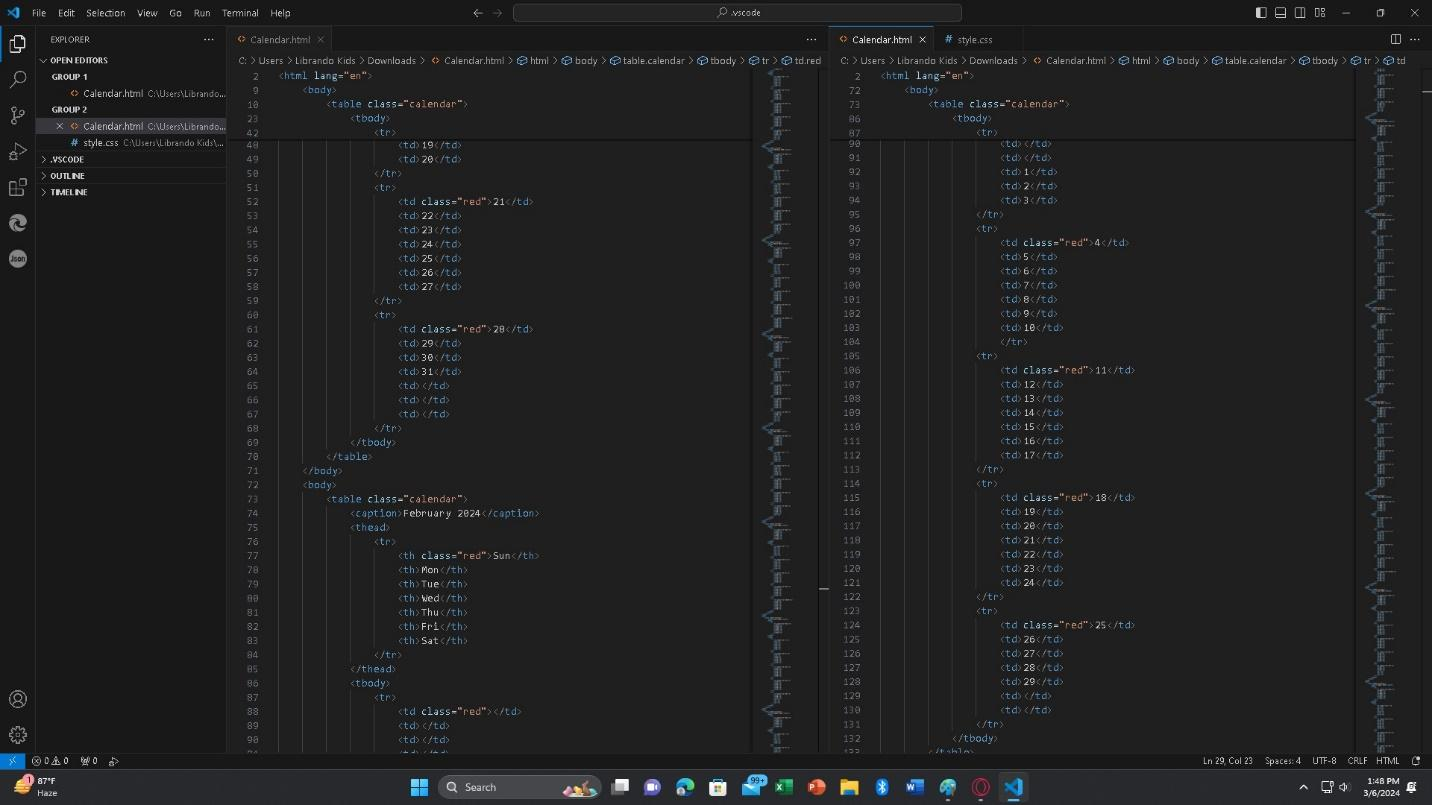 File Edit Selection View Go Run Terminal Help
.vscode
EXPLORER
OPEN EDITORS
GROUP 1
Calendar.html C:\Users\Librando...
GROUP 2
Calendar.html C:\Users\Librando...
style.css C:\Users\Librando Kids\...
.VSCODE
OUTLINE
TIMELINE
Calendar.html
C: > Users > Librando Kids > Downloads > Calendar.html > html > body > table.calendar > tbody > tr > td.red
2 <html lang="en">
9 <body>
10 <table class="calendar">
23 <tbody>
42 <tr>
48 <td>19</td>
49 <td>20</td>
50 </tr>
51 <tr>
52 <td class="red">21</td>
53 <td>22</td>
54 <td>23</td>
55 <td>24</td>
56 <td>25</td>
57 <td>26</td>
58 <td>27</td>
59 </tr>
60 <tr>
61 <td class="red">28</td>
62 <td>29</td>
63 <td>30</td>
64 <td>31</td>
65 <td> </td>
66 <td> </td>
67 <td> </td>
68 </tr>
69 </tbody>
70 </table>
71 </body>
72 <body>
73 <table class="calendar">
74 <caption>February 2024</caption>
75 <thead>
76 <tr>
77 <th class="red">Sun</th>
78 <th>Mon</th>
79 <th>Tue</th>
80 <th>Wed</th>
81 <th>Thu</th>
82 <th>Fri</th>
83 <th>Sat</th>
84 </tr>
85 </thead>
86 <tbody>
87 <tr>
88 <td class="red"> </td>
89 <td> </td>
90 <td> </td>
Calendar.html style.css
C: > Users > Librando Kids > Downloads > Calendar.html > html > body > table.calendar > tbody > tr > td
2 <html lang="en">
72 <body>
73 <table class="calendar">
86 <tbody>
87 <tr>
90 <td> </td>
91 <td> </td>
92 <td>1</td>
93 <td>2</td>
94 <td>3</td>
95 </tr>
96 <tr>
97 <td class="red">4</td>
98 <td>5</td>
99 <td>6</td>
100 <td>7</td>
101 <td>8</td>
102 <td>9</td>
103 <td>10</td>
104 </tr>
105 <tr>
106 <td class="red">11</td>
107 <td>12</td>
108 <td>13</td>
109 <td>14</td>
110 <td>15</td>
111 <td>16</td>
112 <td>17</td>
113 </tr>
114 <tr>
115 <td class="red">18</td>
116 <td>19</td>
117 <td>20</td>
118 <td>21</td>
119 <td>22</td>
120 <td>23</td>
121 <td>24</td>
122 </tr>
123 <tr>
124 <td class="red">25</td>
125 <td>26</td>
126 <td>27</td>
127 <td>28</td>
128 <td>29</td>
129 <td> </td>
130 <td> </td>
131 </tr>
132 </tbody>
133 </table>
0 0 0 Ln 29, Col 23 Spaces: 4 UTF-8 CRLF HTML
87°F
Haze
Search
99+
1:48 PM
3/6/2024